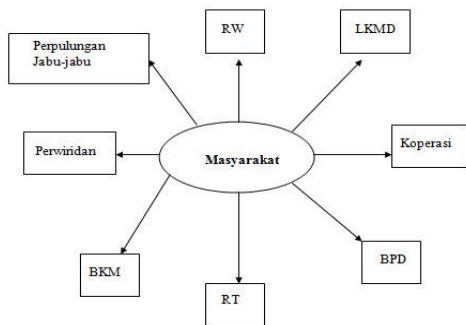 RW
LKMD
Perpulungan
Jabu-jabu
Perwiridan
Masyarakat
Koperasi
BKM
RT
BPD